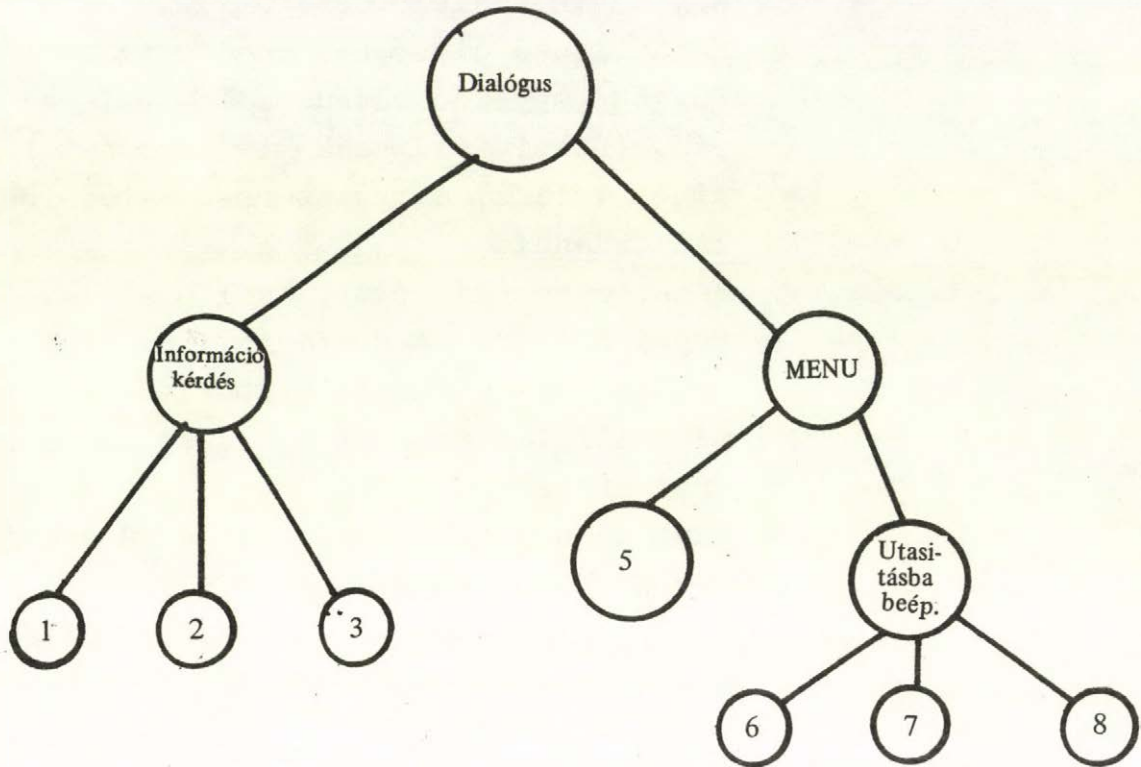 Dialógus
Információ
kérdés
MENU
5
Utasi-
tásba
beép.
1
2
3
6
7
8